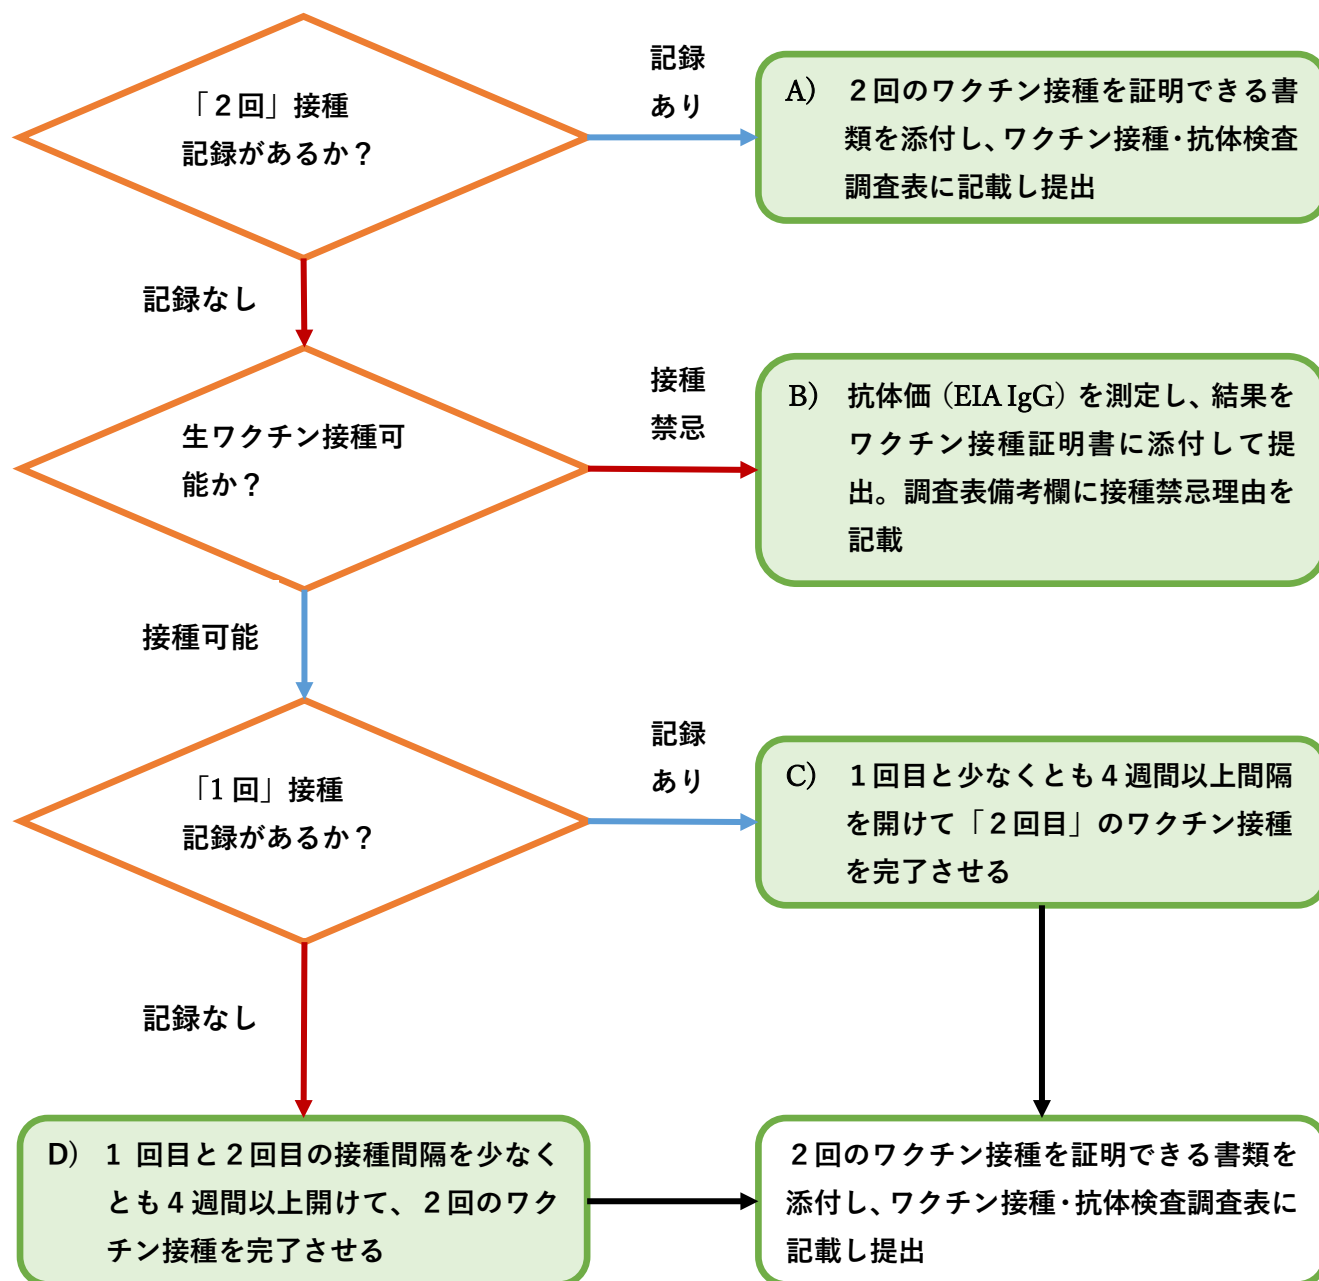 「２回」接種
記録があるか？
記録
あり
A) ２回のワクチン接種を証明できる書
類を添付し、ワクチン接種・抗体検査
調査表に記載し提出
記録なし
生ワクチン接種可
能か？
接種
禁忌
B) 抗体価（EIA IgG）を測定し、結果を
ワクチン接種証明書に添付して提
出。調査表備考欄に接種禁忌理由を
記載
接種可能
「1 回」接種
記録があるか？
記録
あり
C) １回目と少なくとも４週間以上間隔
を開けて「２回目」のワクチン接種
を完了させる
記録なし
D) １ 回目と２回目の接種間隔を少なく
とも４週間以上開けて、２回のワク
チン接種を完了させる
２回のワクチン接種を証明できる書類を
添付し、ワクチン接種・抗体検査調査表に
記載し提出